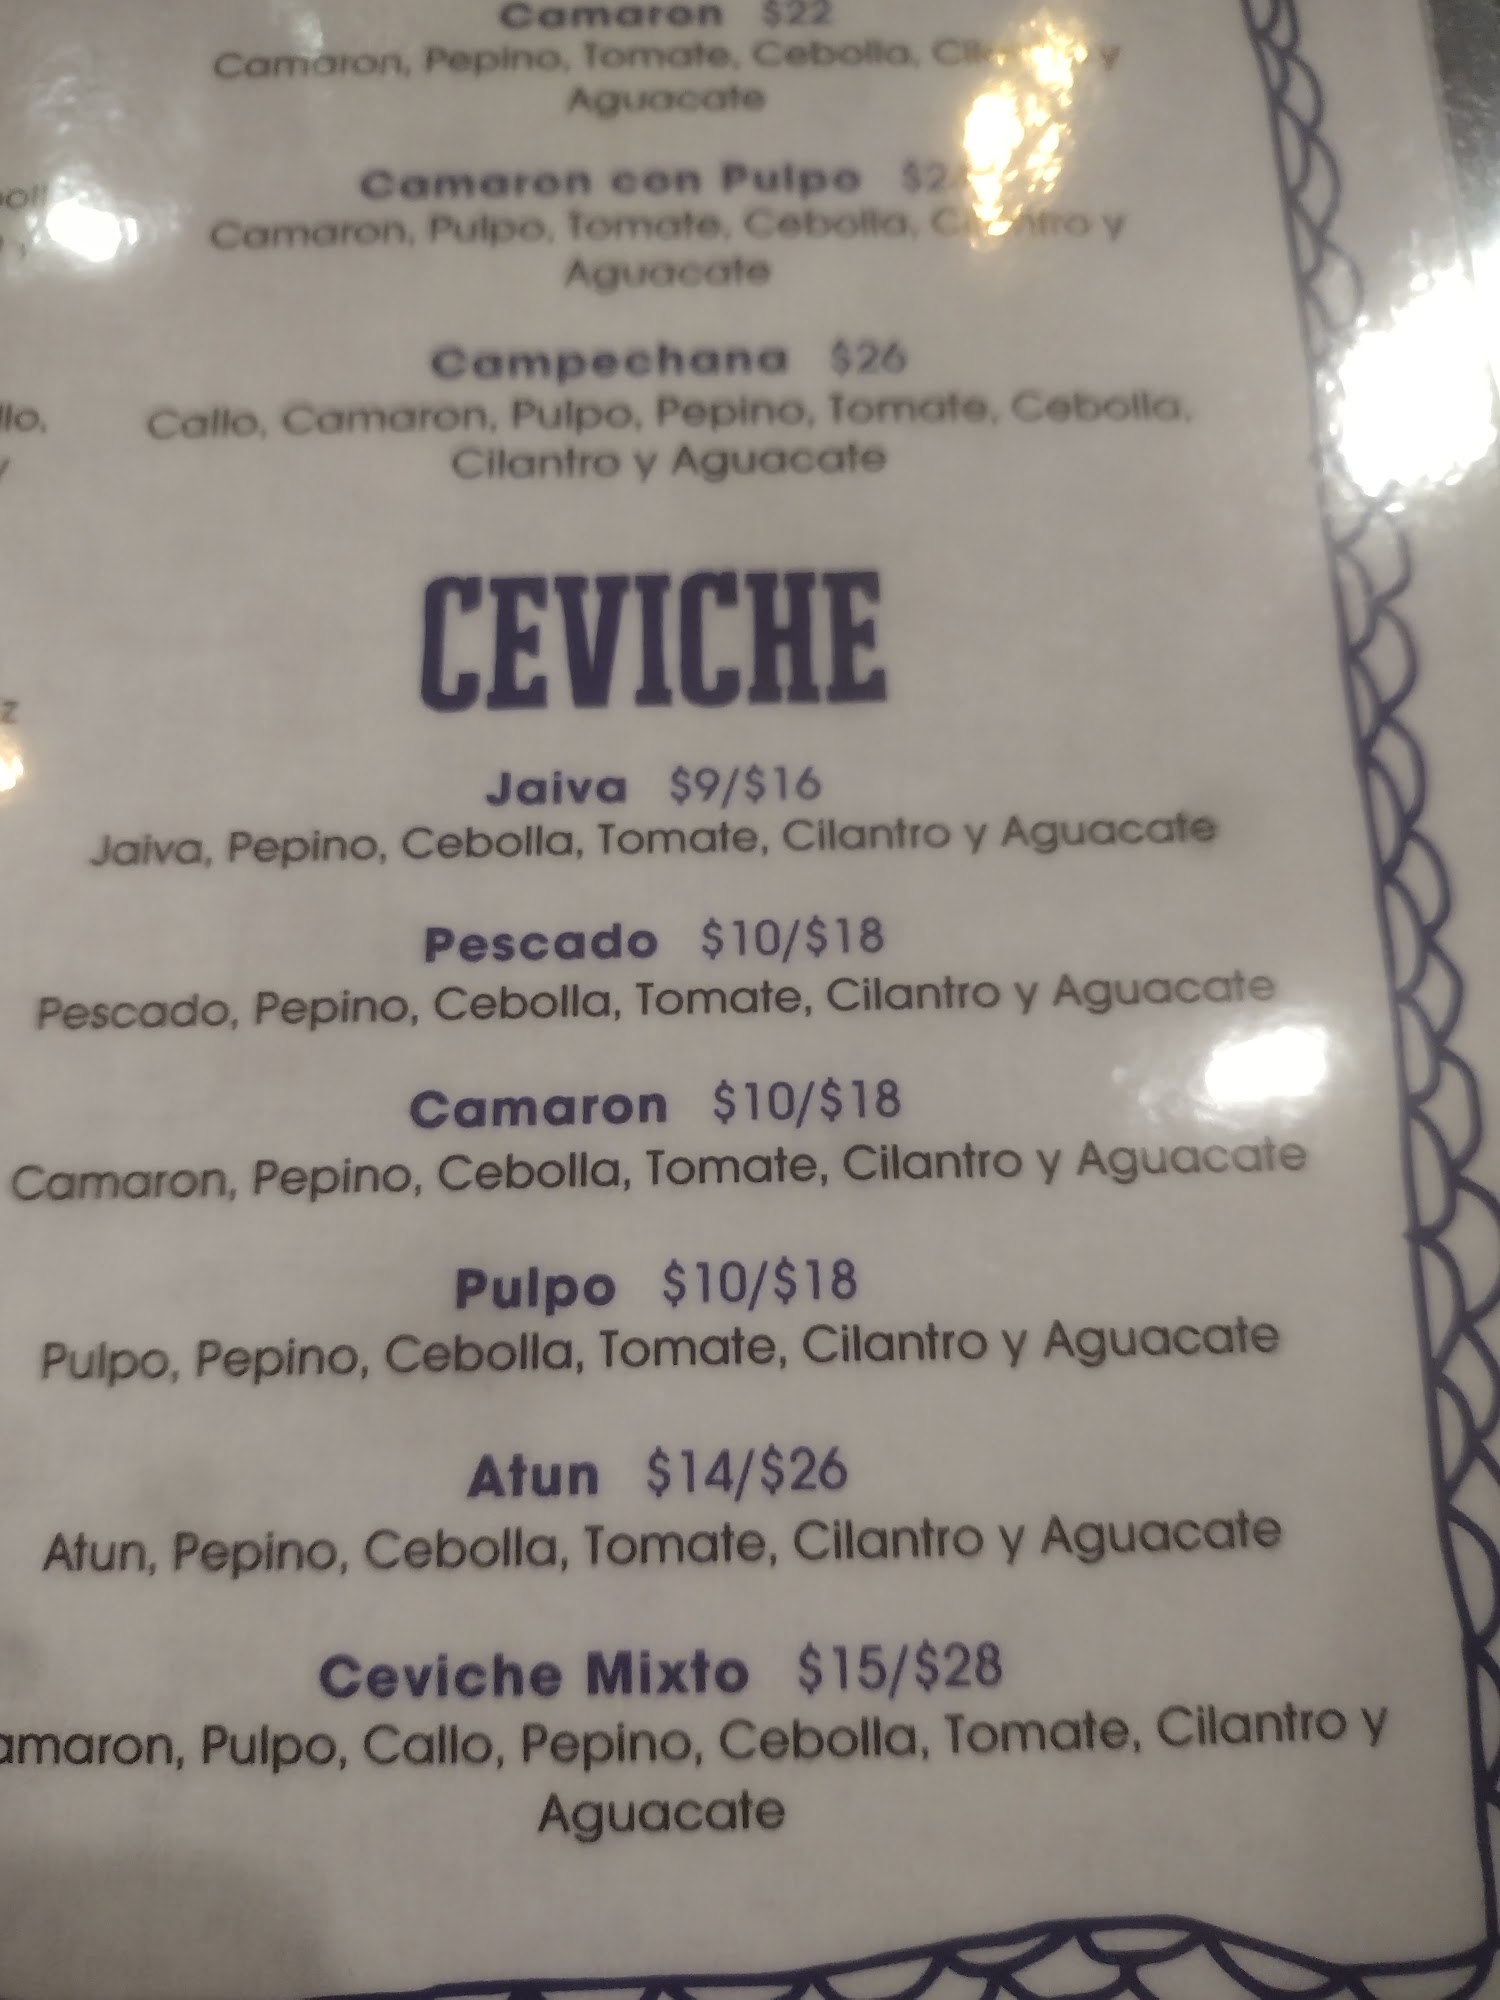 Camaron $22
Camaron, Pepino, Tomate, Cebolla, y
Aguacate
Camaron con Pulpo
Camaron, Pulpo, Tomate, Cebolla, y
Aguacate
Campechana $26
Callo, Camaron, Pulpo, Pepino, Tomate, Cebolla,
Cilantro y Aguacate
CEVICHE
Jaiva $9/$16
Jaiva, Pepino, Cebolla, Tomate, Cilantro y Aguacate
Pescado $10/$18
Pescado, Pepino, Cebolla, Tomate, Cilantro y Aguacate
Camaron $10/$18
Camaron, Pepino, Cebolla, Tomate, Cilantro y Aguacate
Pulpo $10/$18
Pulpo, Pepino, Cebolla, Tomate, Cilantro y Aguacate
Atun $14/$26
Atun, Pepino, Cebolla, Tomate, Cilantro y Aguacate
Ceviche Mixto $15/$28
amaron, Pulpo, Callo, Pepino, Cebolla, Tomate, Cilantro y
Aguacate